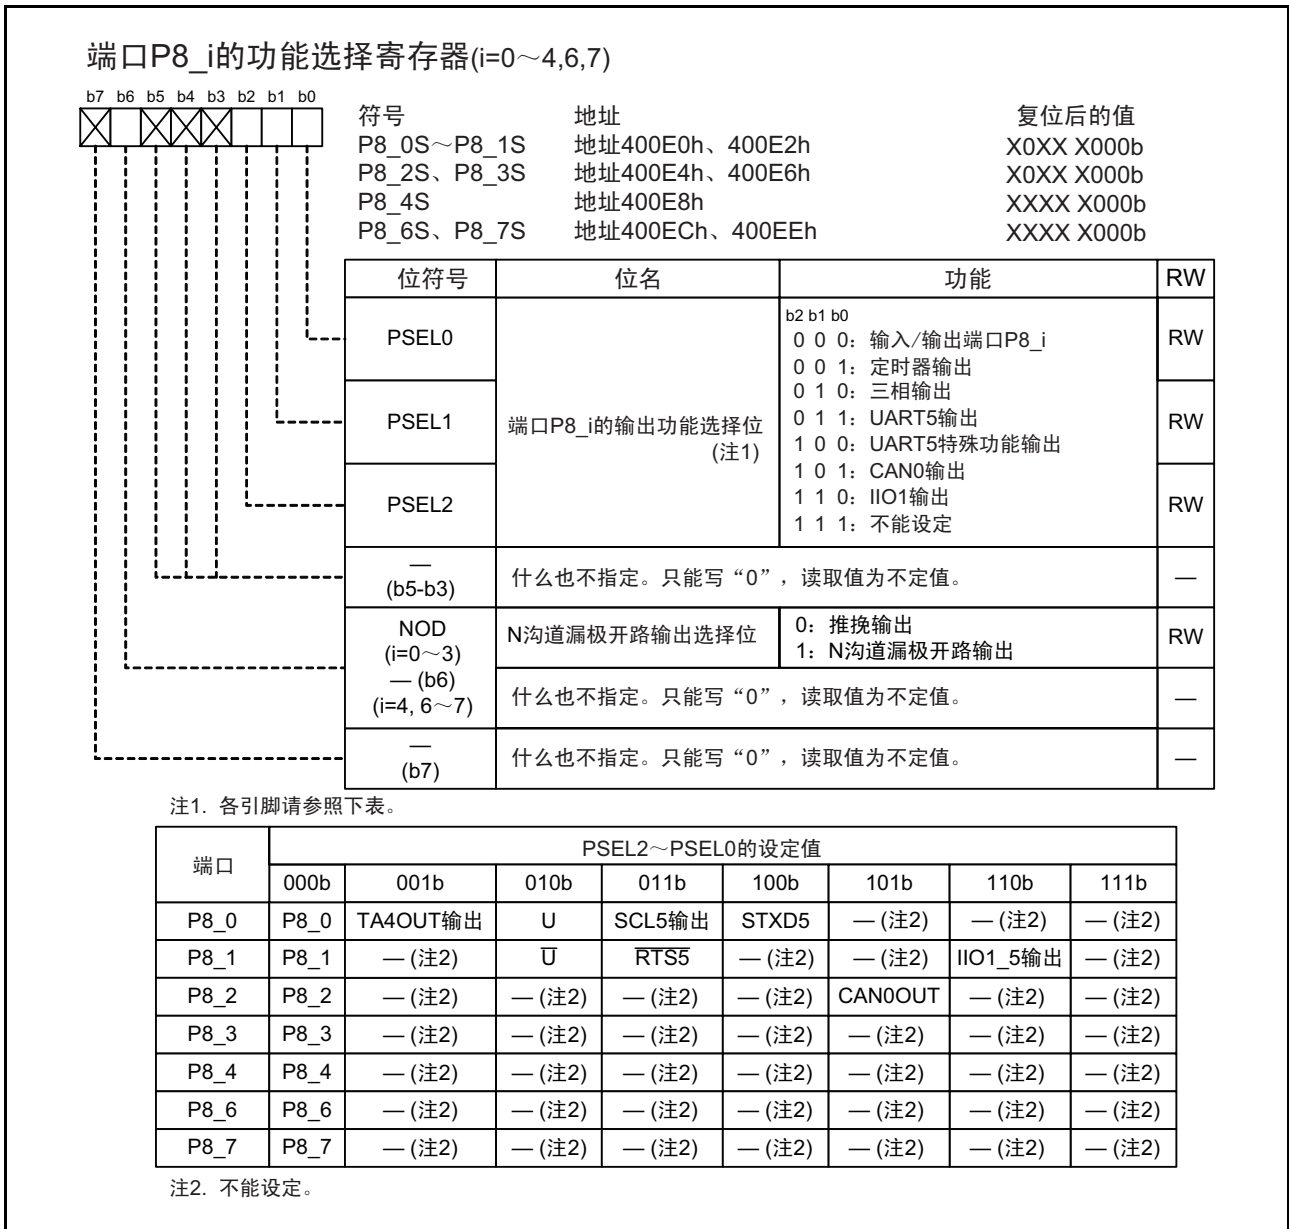 端口P8_i的功能选择寄存器(i=0～4,6,7)
b7 b6 b5 b4 b3 b2 b1 b0
符号 地址 复位后的值
P8_0S～P8_1S 地址400E0h、400E2h X0XX X000b
P8_2S、P8_3S 地址400E4h、400E6h X0XX X000b
P8_4S 地址400E8h XXXX X000b
P8_6S、P8_7S 地址400ECh、400EEh XXXX X000b
位符号 位名 功能 RW
PSEL0 RW
PSEL1 RW
PSEL2 RW
端口P8_i的输出功能选择位
(注1)
b2 b1 b0
0 0 0：输入/输出端口P8_i
0 0 1：定时器输出
0 1 0：三相输出
0 1 1：UART5输出
1 0 0：UART5特殊功能输出
1 0 1：CAN0输出
1 1 0：IIO1输出
1 1 1：不能设定
—
(b5-b3)
什么也不指定。只能写“0”，读取值为不定值。 —
NOD
(i=0～3)
N沟道漏极开路输出选择位
0：推挽输出
1：N沟道漏极开路输出
RW
— (b6)
(i=4, 6～7)
什么也不指定。只能写“0”，读取值为不定值。 —
—
(b7)
什么也不指定。只能写“0”，读取值为不定值。 —
注1. 各引脚请参照下表。
端口 PSEL2～PSEL0的设定值
000b 001b 010b 011b 100b 101b 110b 111b
P8_0 P8_0 TA4OUT输出 U SCL5输出 STXD5 — (注2) — (注2) — (注2)
P8_1 P8_1 — (注2) U̅ R̅T̅S̅5̅ — (注2) — (注2) IIO1_5输出 — (注2)
P8_2 P8_2 — (注2) — (注2) — (注2) — (注2) CAN0OUT — (注2) — (注2)
P8_3 P8_3 — (注2) — (注2) — (注2) — (注2) — (注2) — (注2) — (注2)
P8_4 P8_4 — (注2) — (注2) — (注2) — (注2) — (注2) — (注2) — (注2)
P8_6 P8_6 — (注2) — (注2) — (注2) — (注2) — (注2) — (注2) — (注2)
P8_7 P8_7 — (注2) — (注2) — (注2) — (注2) — (注2) — (注2) — (注2)
注2. 不能设定。